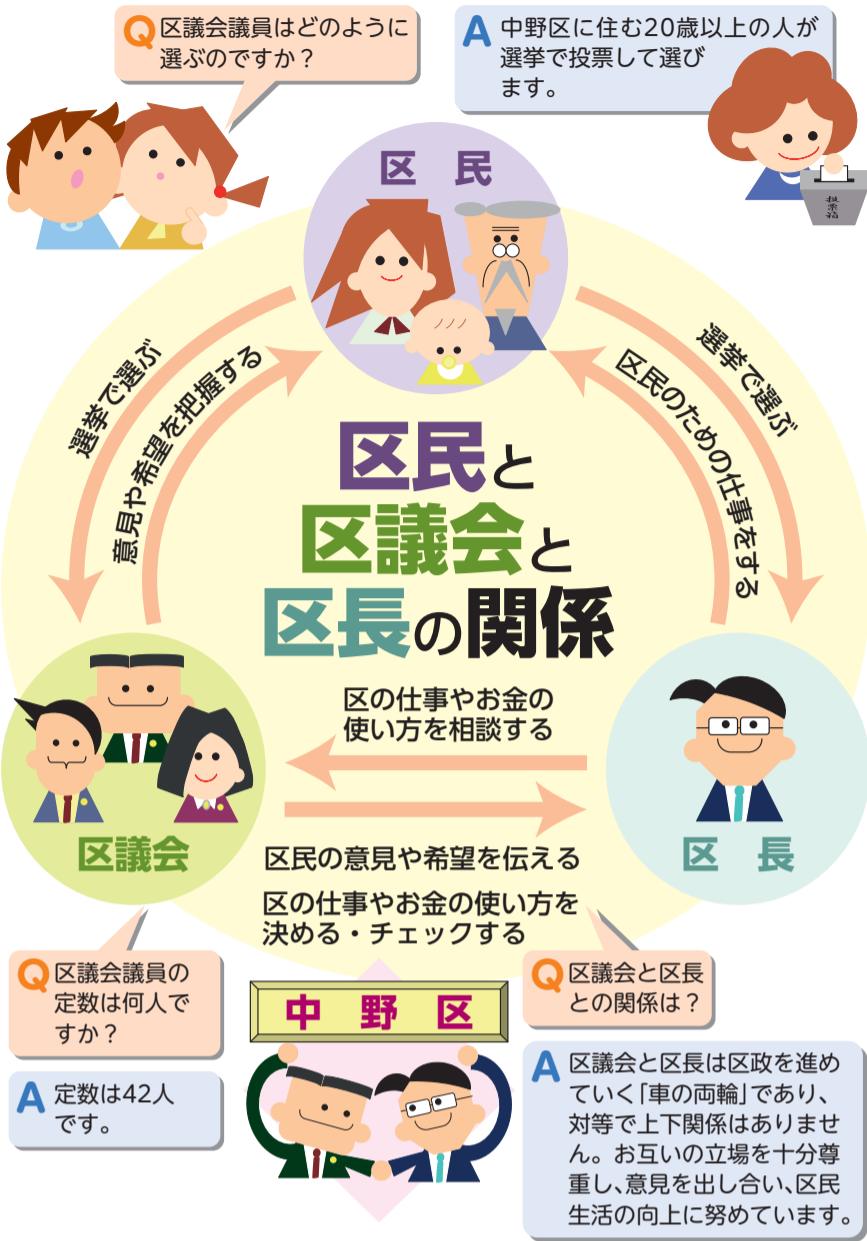 Q 区議会議員はどのように
選ぶのですか？
A 中野区に住む20歳以上の人が
選挙で投票して選び
ます。
投票箱
区 民
選挙で選ぶ
意見や希望を把握する
選挙で選ぶ
区民のための仕事をする
区民と
区議会と
区長の関係
区の仕事やお金の
使い方を相談する
区議会
区 長
区民の意見や希望を伝える
区の仕事やお金の使い方を
決める・チェックする
Q 区議会議員の
定数は何人で
すか？
A 定数は42人
です。
中 野 区
Q 区議会と区長
との関係は？
A 区議会と区長は区政を進め
ていく「車の両輪」であり、
対等で上下関係はありませ
ん。お互いの立場を十分尊
重し、意見を出し合い、区民
生活の向上に努めています。